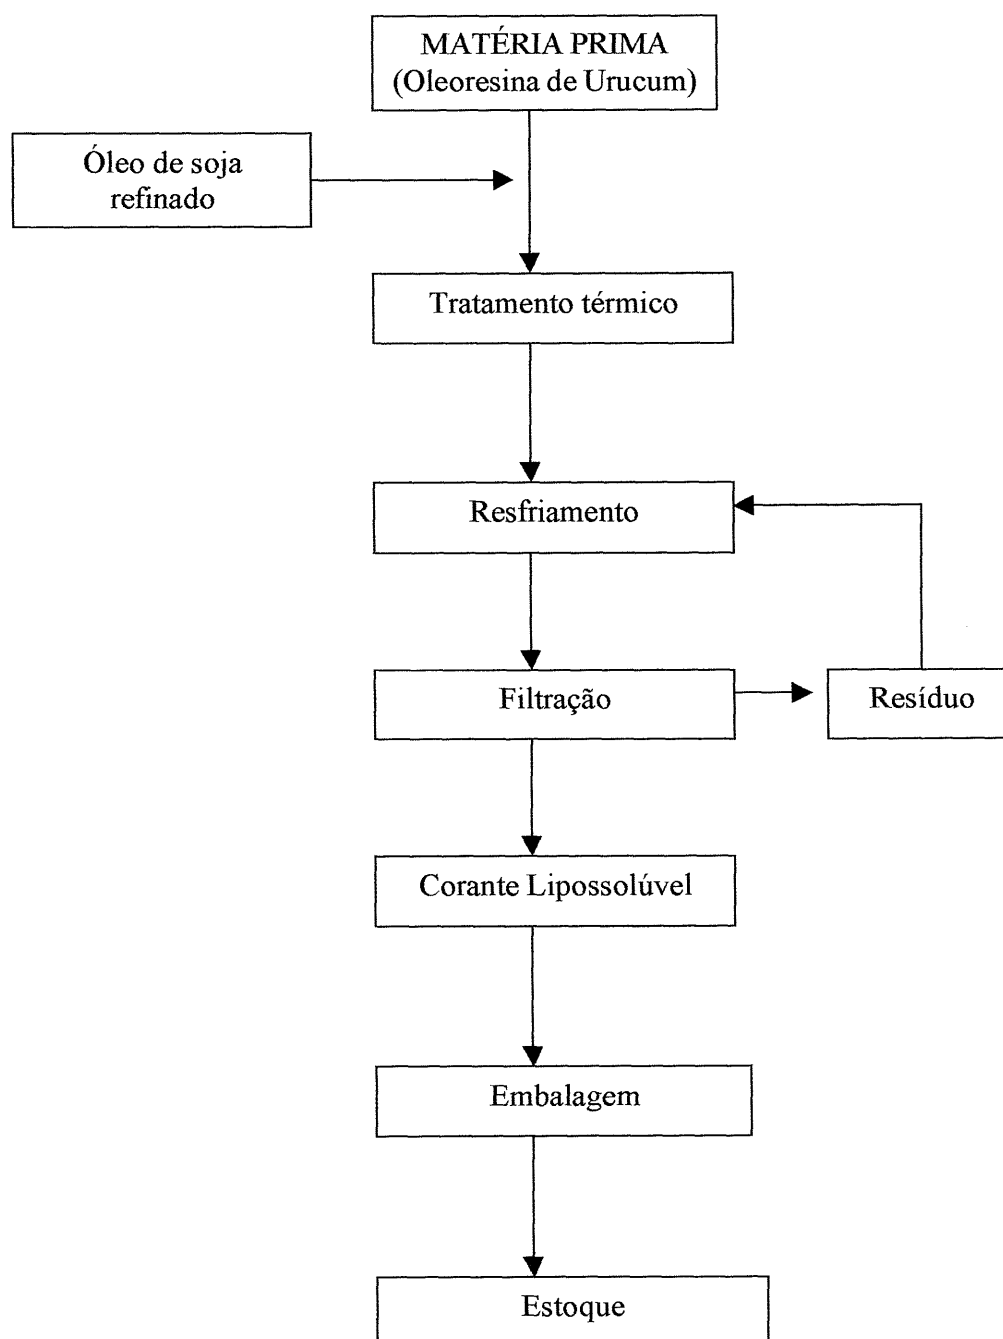 MATÉRIA PRIMA
(Oleoresina de Urucum)
Óleo de soja
refinado
Tratamento térmico
Resfriamento
Filtração
Resíduo
Corante Lipossolúvel
Embalagem
Estoque